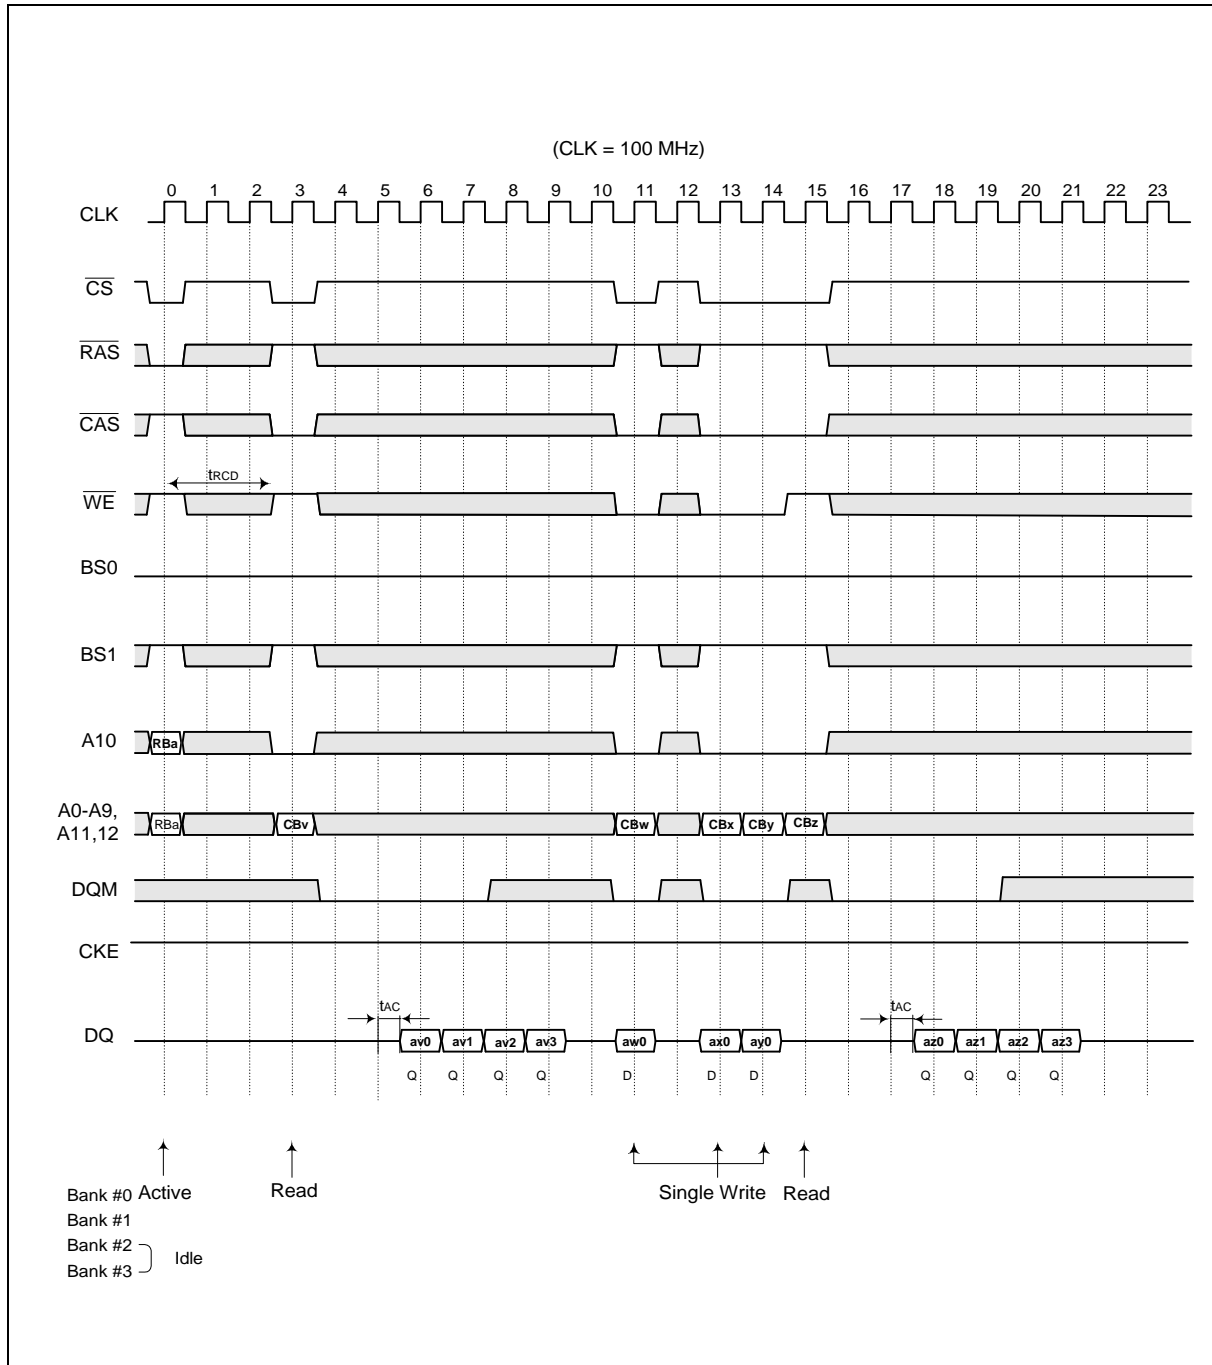 (CLK = 100 MHz)
0 1 2 3 4 5 6 7 8 9 10 11 12 13 14 15 16 17 18 19 20 21 22 23
CLK
CS
RAS
CAS
tRCD
WE
BS0
BS1
A10 RBa
A0-A9,
A11,12
RBa CBv CBw CBx CBy CBz
DQM
CKE
tAC tAC
DQ av0 av1 av2 av3 aw0 ax0 ay0 az0 az1 az2 az3
Q Q Q Q D D D Q Q Q Q
Bank #0 Active Read Single Write Read
Bank #1
Bank #2
Idle
Bank #3